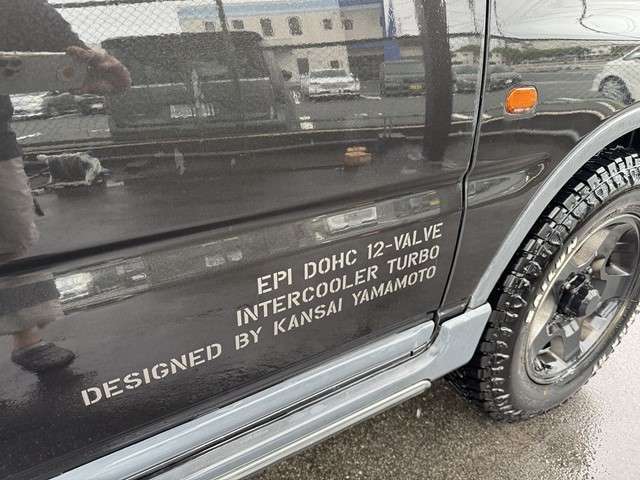 EPI DOHC 12-VALVE
INTERCOOLER TURBO
DESIGNED BY KANSAI YAMAMOTO